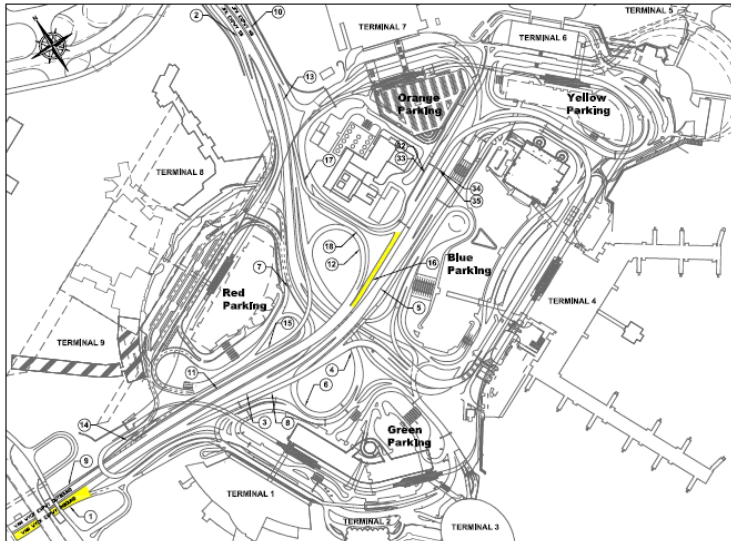 TERMINAL 5
2
10
TERMINAL 7
TERMINAL 6
13
Orange
Parking
Yellow
Parking
32
33
17
34
35
TERMINAL 8
18
12
16
Blue
Parking
7
5
Red
Parking
TERMINAL 4
15
TERMINAL 9
4
11
6
14
3
8
Green
Parking
9
TERMINAL 1
1
TERMINAL 2
TERMINAL 3